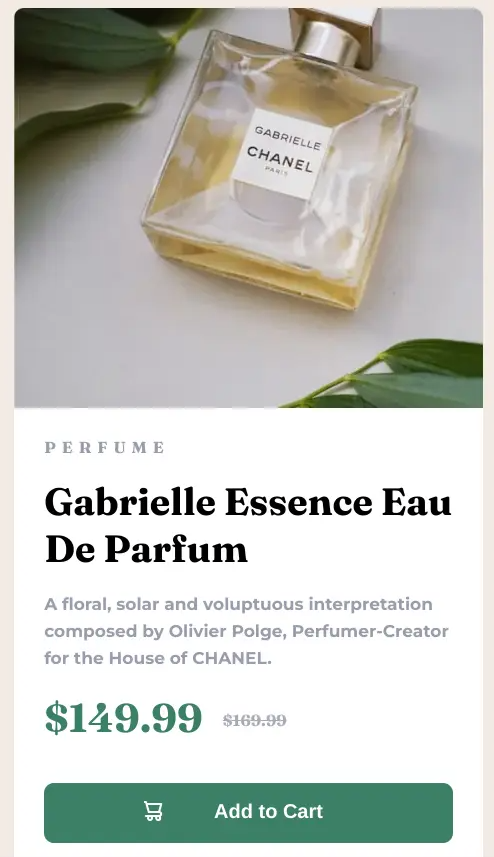 GABRIELLE
CHANEL
PARIS
PERFUME
Gabrielle Essence Eau
De Parfum
A floral, solar and voluptuous interpretation
composed by Olivier Polge, Perfumer-Creator
for the House of CHANEL.
$149.99 $169.99
Add to Cart